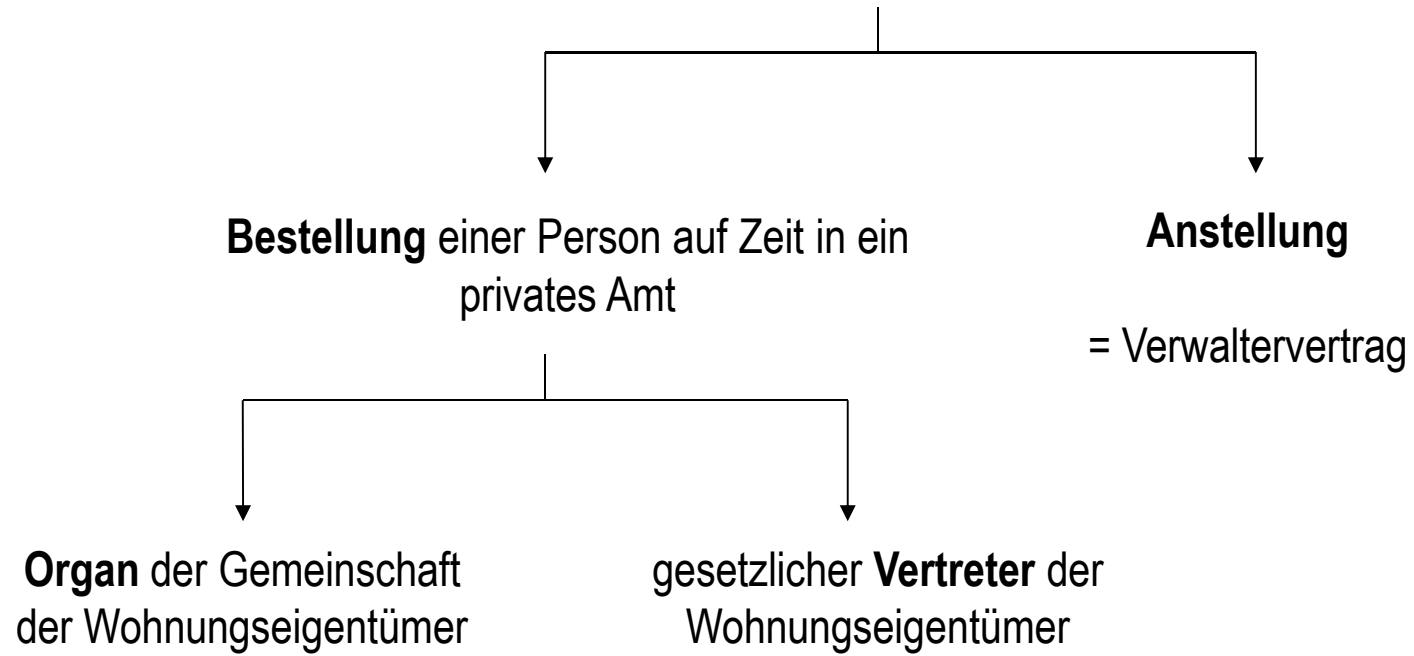 Bestellung einer Person auf Zeit in ein
privates Amt
Anstellung
= Verwaltervertrag
Organ der Gemeinschaft
der Wohnungseigentümer
gesetzlicher Vertreter der
Wohnungseigentümer